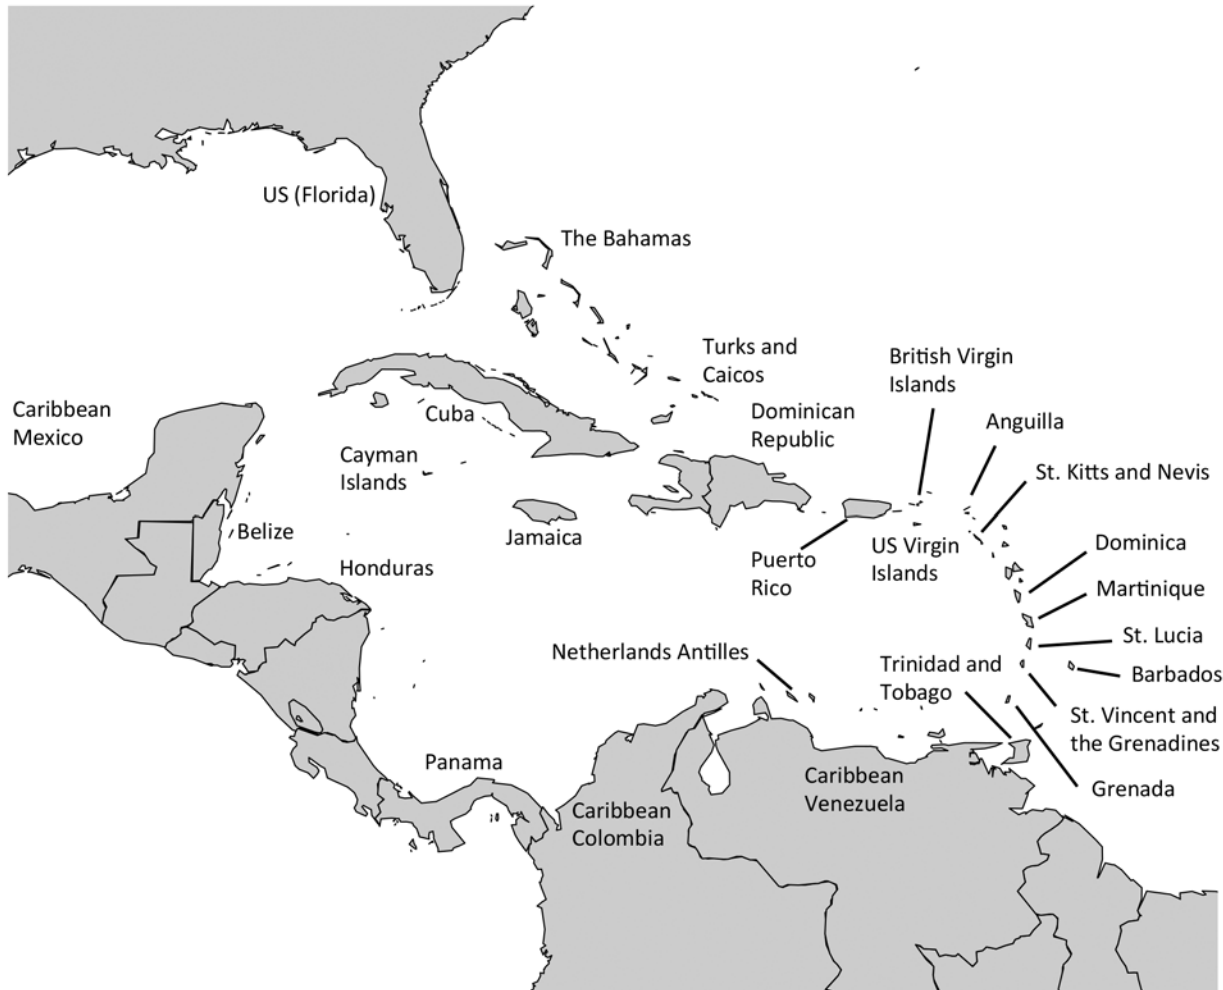 US (Florida)
The Bahamas
Turks and
Caicos
British Virgin
Islands
Caribbean
Mexico
Cuba
Dominican
Republic
Anguilla
Cayman
Islands
St. Kitts and Nevis
Belize
Jamaica
Honduras
Puerto
Rico
US Virgin
Islands
Dominica
Martinique
St. Lucia
Netherlands Antilles
Trinidad and
Tobago
Barbados
St. Vincent and
the Grenadines
Panama
Caribbean
Venezuela
Grenada
Caribbean
Colombia